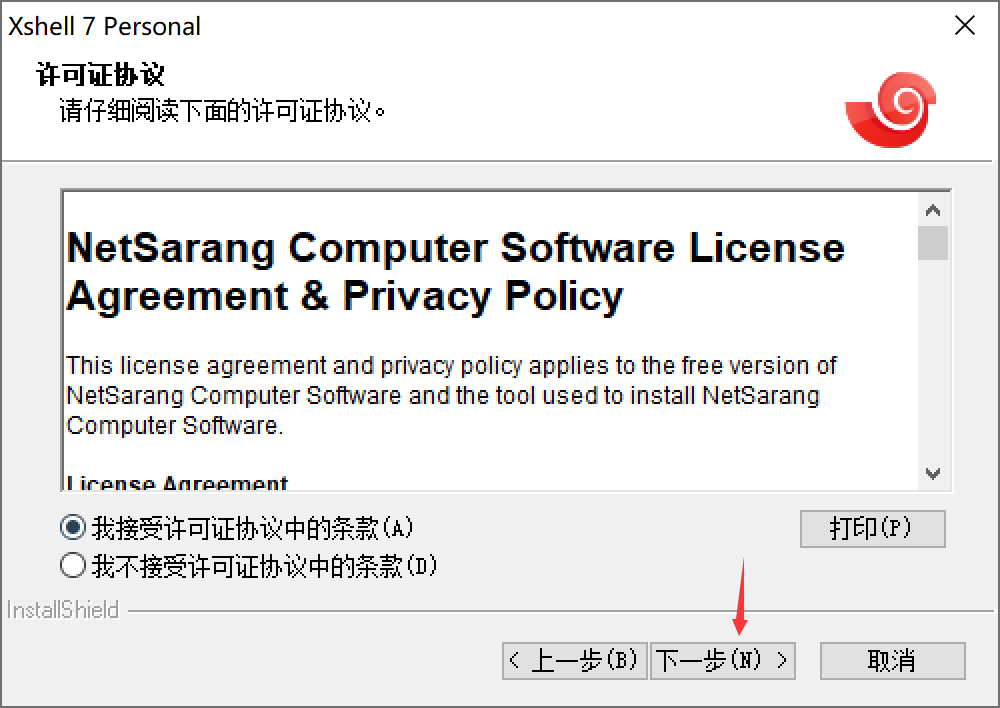 Xshell 7 Personal
许可证协议
请仔细阅读下面的许可证协议。
NetSarang Computer Software License
Agreement & Privacy Policy
This license agreement and privacy policy applies to the free version of
NetSarang Computer Software and the tool used to install NetSarang
Computer Software.
License Agreement
我接受许可证协议中的条款(A)
打印(P)
我不接受许可证协议中的条款(D)
InstallShield
< 上一步(B)
下一步(N) >
取消